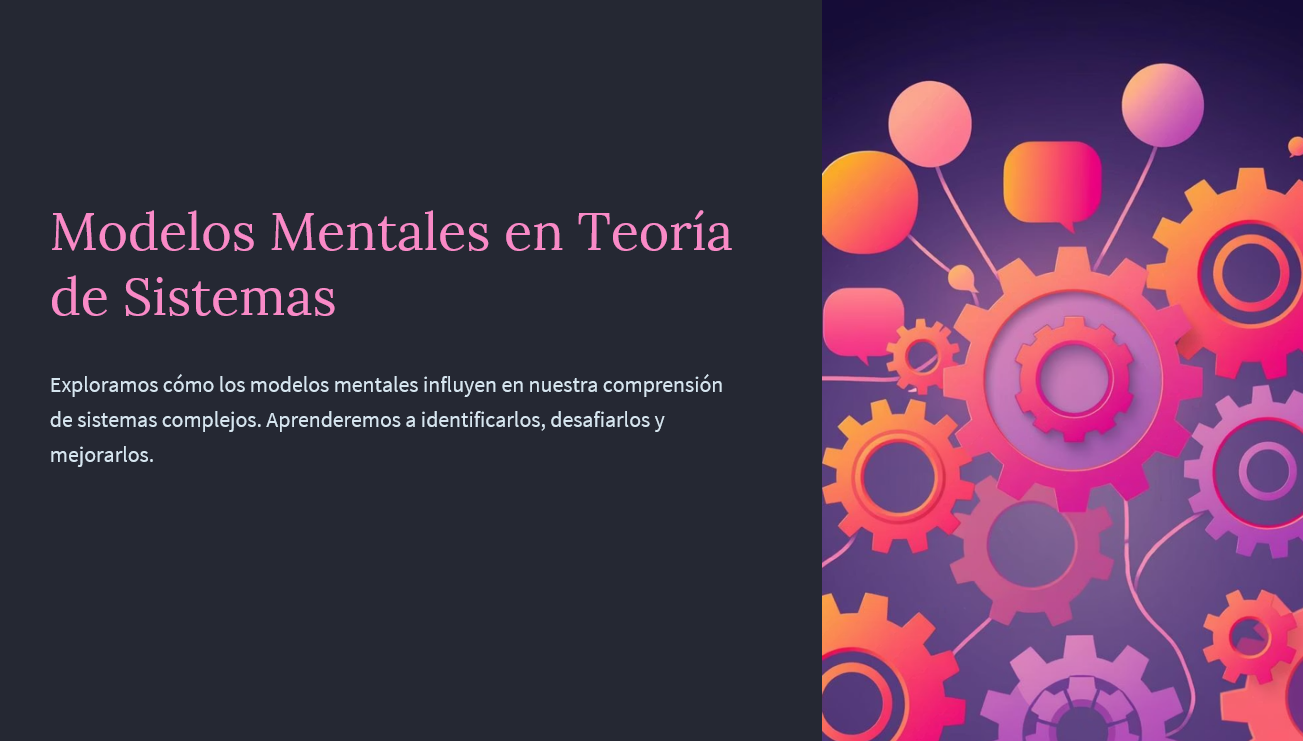 Modelos Mentales en Teoría
de Sistemas
Exploramos cómo los modelos mentales influyen en nuestra comprensión
de sistemas complejos. Aprenderemos a identificarlos, desafiarlos y
mejorarlos.